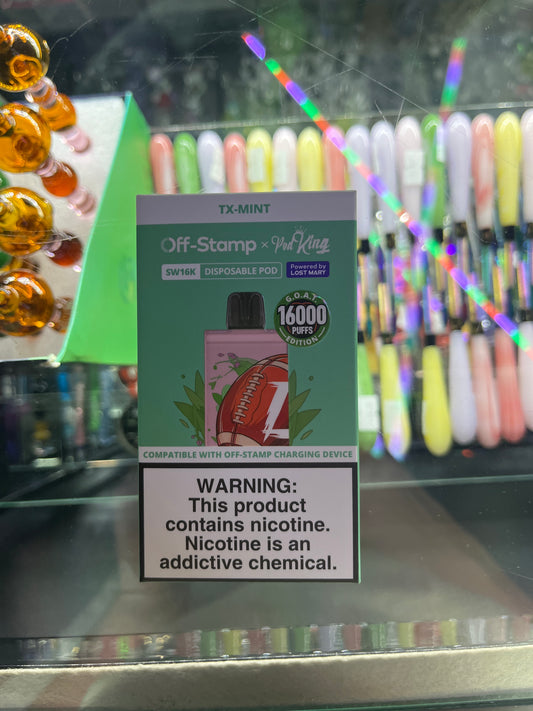 TX-MINT
Off-Stamp × Pod King
SW16K DISPOSABLE POD
Powered by
LOST MARY
G.O.A.T.
16000
PUFFS
EDITION
COMPATIBLE WITH OFF-STAMP CHARGING DEVICE
WARNING:
This product
contains nicotine.
Nicotine is an
addictive chemical.